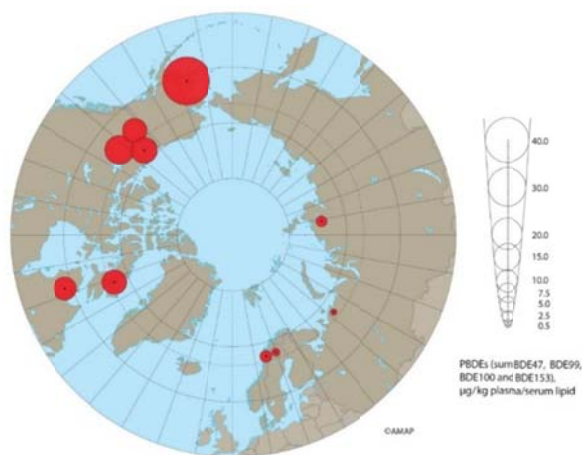 40.0
30.0
20.0
15.0
10.0
7.5
5.0
2.5
0.5
PBDEs (sumBDE47, BDE99,
BDE100 and BDE153),
µg/kg plasma/serum lipid
©AMAP